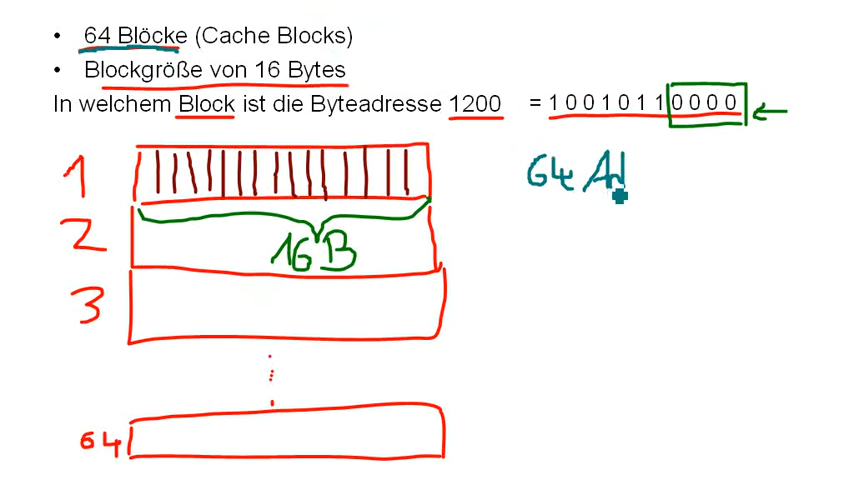 • 64 Blöcke (Cache Blocks)
• Blockgröße von 16 Bytes
In welchem Block ist die Byteadresse 1200 = 1 0 0 1 0 1 1 0 0 0 0
1
64 Ad
2
16 B
3
64